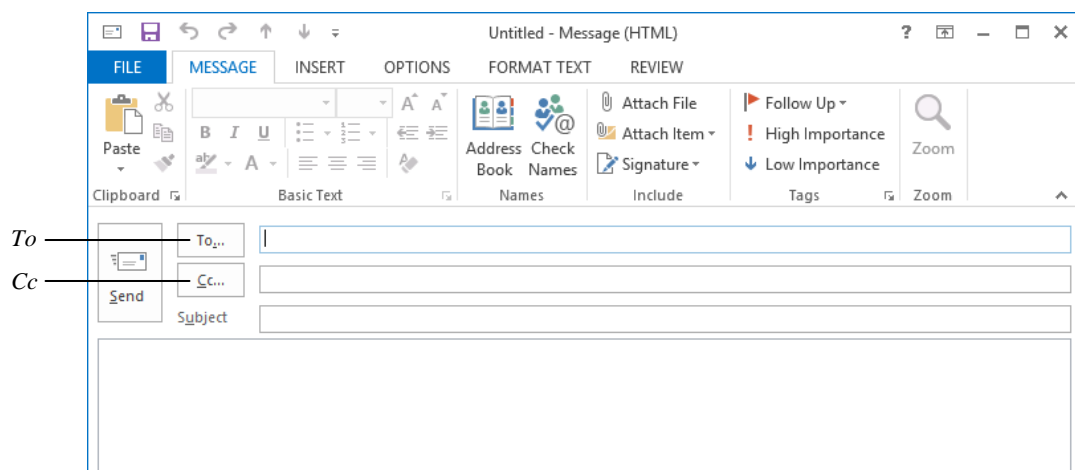 Untitled - Message (HTML) ?
FILE MESSAGE INSERT OPTIONS FORMAT TEXT REVIEW
Paste
B I U
A A
aby A
Address Book
Check Names
@
Attach File
Attach Item
Signature
Follow Up
! High Importance
Low Importance
Zoom
Clipboard Basic Text Names Include Tags Zoom
To To...
Cc Cc...
Send
Subject